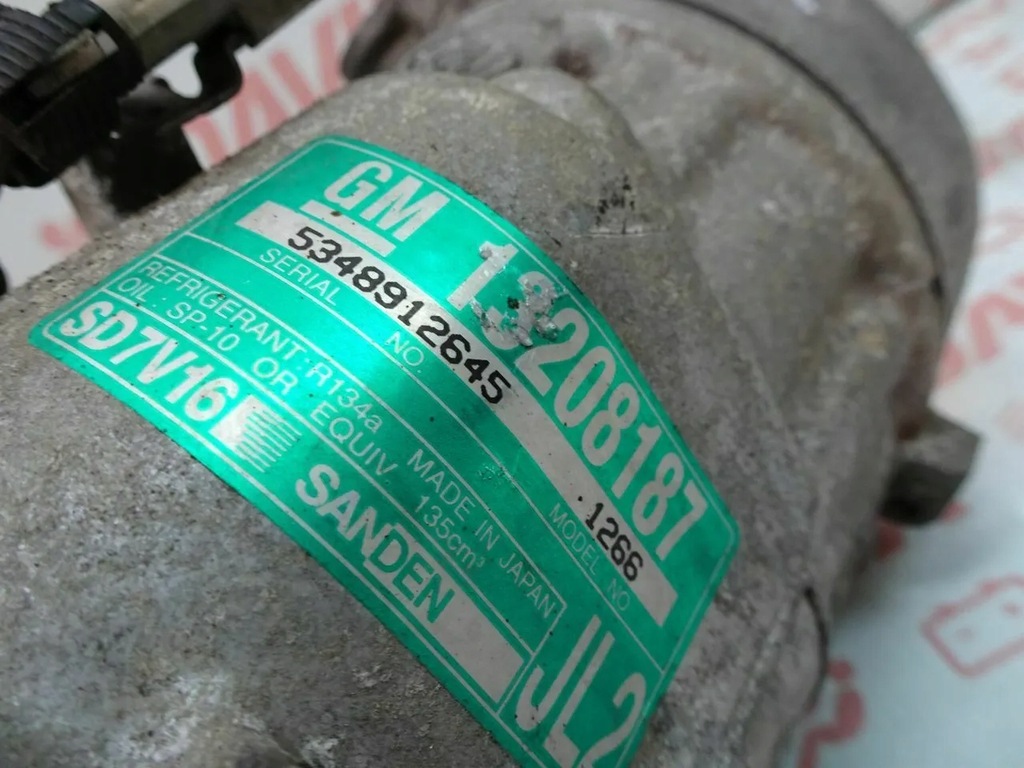 GM 13208187
5348912645 1266
SERIAL NO. MODEL NO
REFRIGERANT:R134a MADE IN JAPAN
OIL : SP-10 OR EQUIV. 135cm³
SD7V16 SANDEN JL2